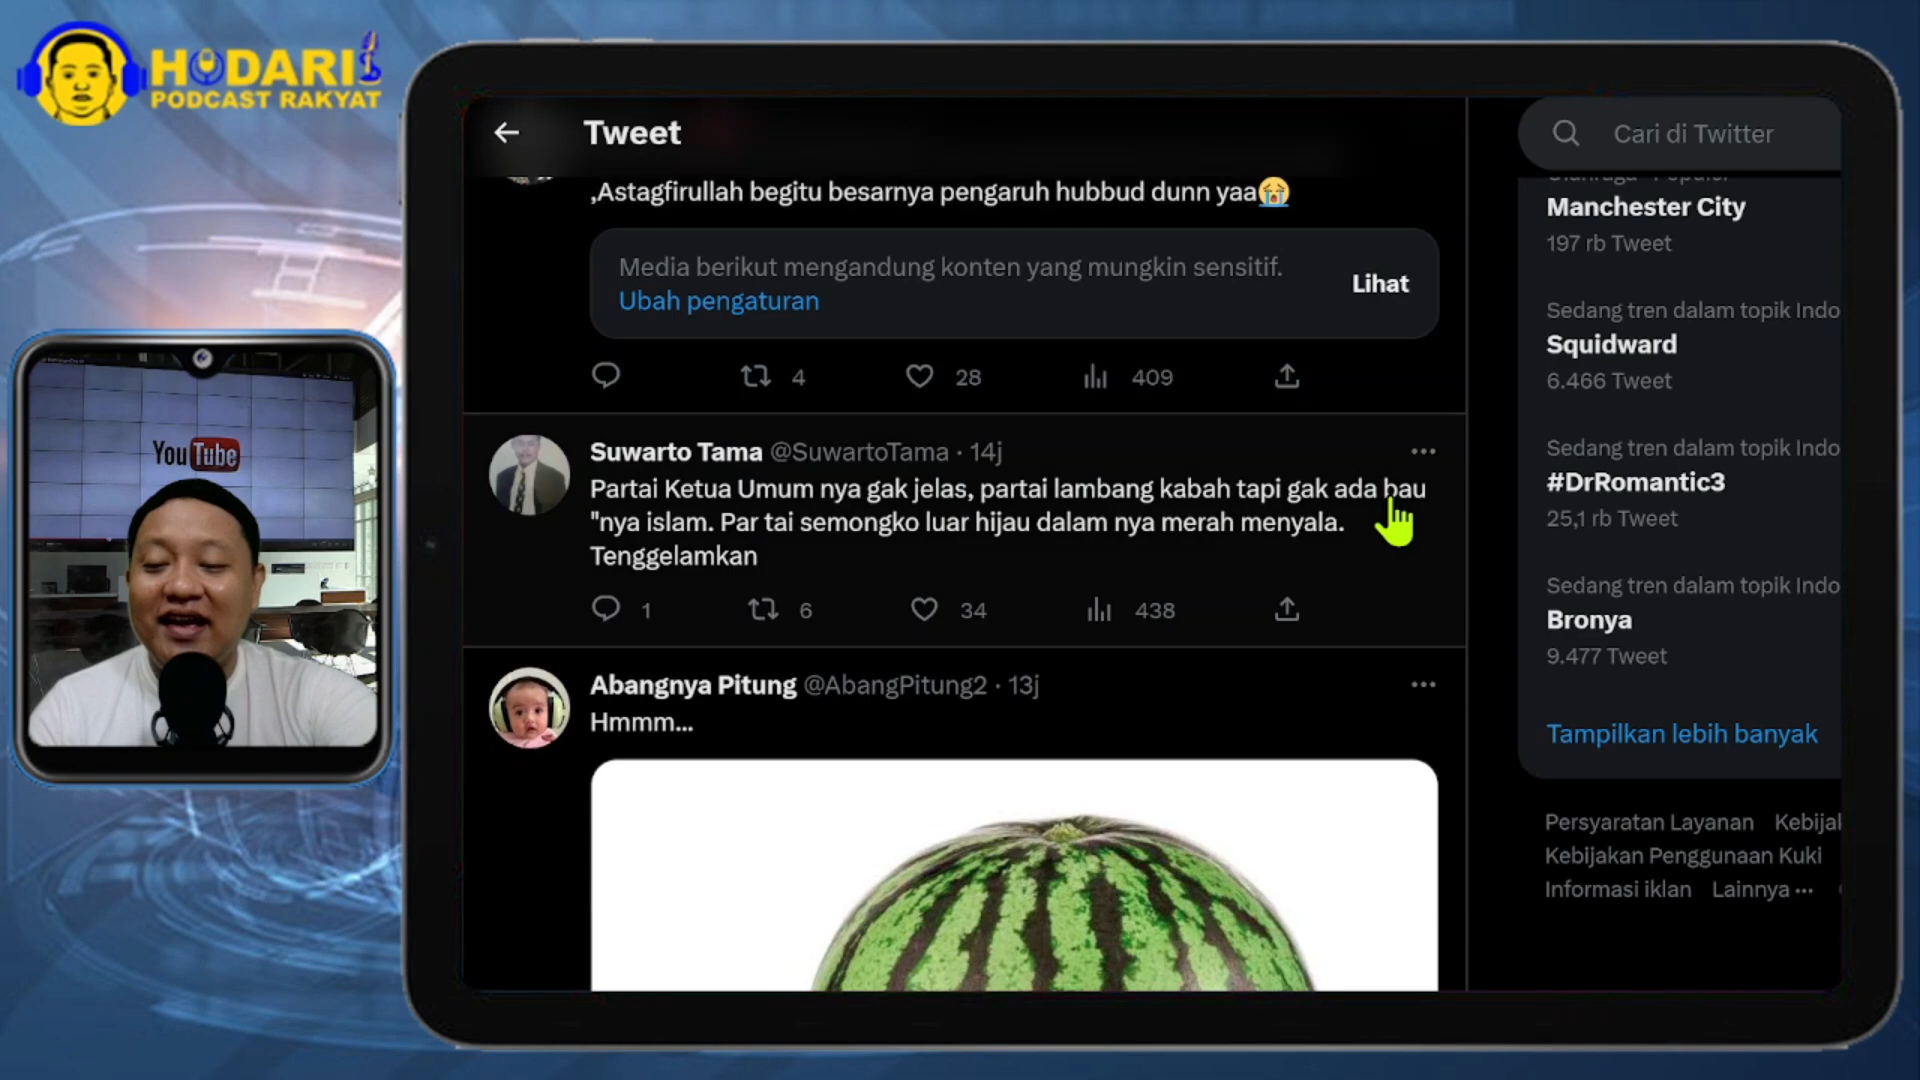 HODARI
PODCAST RAKYAT
YouTube
Tweet
,Astagfirullah begitu besarnya pengaruh hubbud dunn yaa😭
Media berikut mengandung konten yang mungkin sensitif.
Ubah pengaturan
Lihat
4 28 409
Suwarto Tama @SuwartoTama · 14j
Partai Ketua Umum nya gak jelas, partai lambang kabah tapi gak ada bau
"nya islam. Par tai semongko luar hijau dalam nya merah menyala.
Tenggelamkan
1 6 34 438
Abangnya Pitung @AbangPitung2 · 13j
Hmmm...
Cari di Twitter
Manchester City
197 rb Tweet
Sedang tren dalam topik Indo
Squidward
6.466 Tweet
Sedang tren dalam topik Indo
#DrRomantic3
25,1 rb Tweet
Sedang tren dalam topik Indo
Bronya
9.477 Tweet
Tampilkan lebih banyak
Persyaratan Layanan Kebijal
Kebijakan Penggunaan Kuki
Informasi iklan Lainnya ···